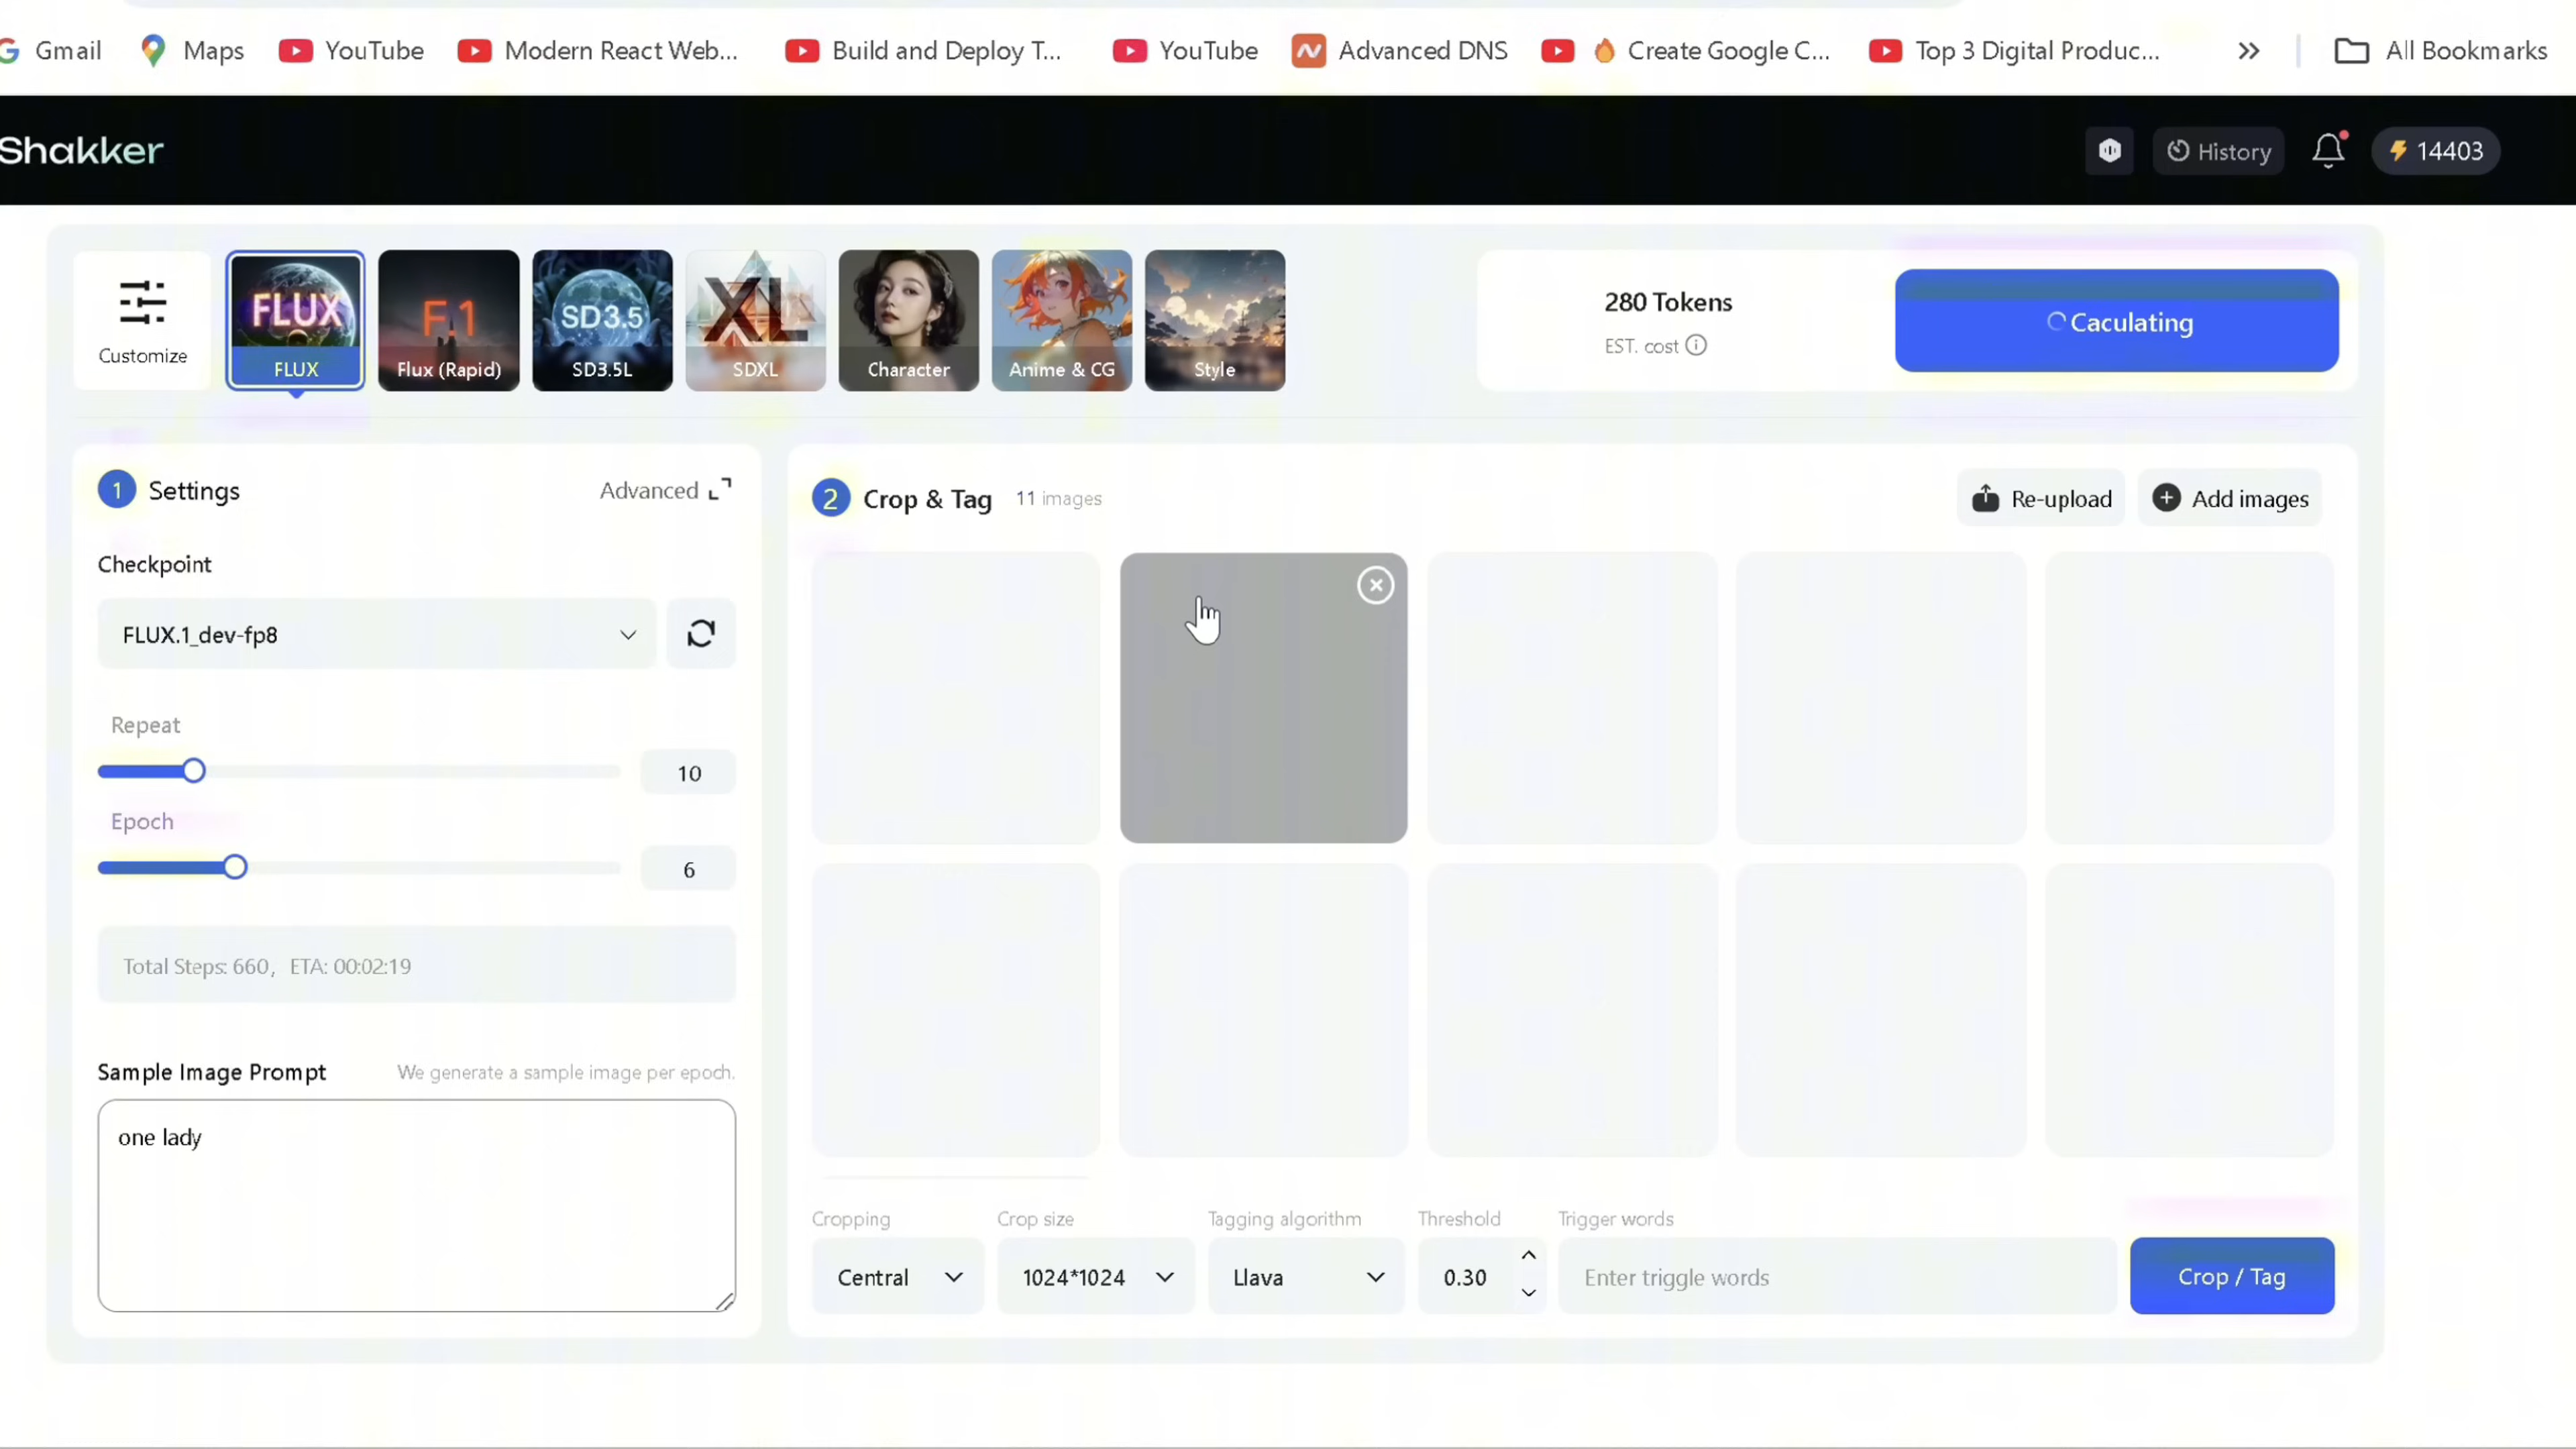 Gmail Maps YouTube Modern React Web... Build and Deploy T... YouTube Advanced DNS Create Google C... Top 3 Digital Produc... All Bookmarks
Shakker History 14403
Customize
FLUX
FLUX
F.1
Flux (Rapid)
SD3.5
SD3.5L
XL
SDXL
Character
Anime & CG
Style
280 Tokens
EST. cost
Caculating
1 Settings Advanced
Checkpoint
FLUX.1_dev-fp8
Repeat
10
Epoch
6
Total Steps: 660, ETA: 00:02:19
Sample Image Prompt We generate a sample image per epoch.
one lady
2 Crop & Tag 11 images Re-upload Add images
Cropping Crop size Tagging algorithm Threshold Trigger words
Central 1024*1024 Llava 0.30 Enter triggle words Crop / Tag